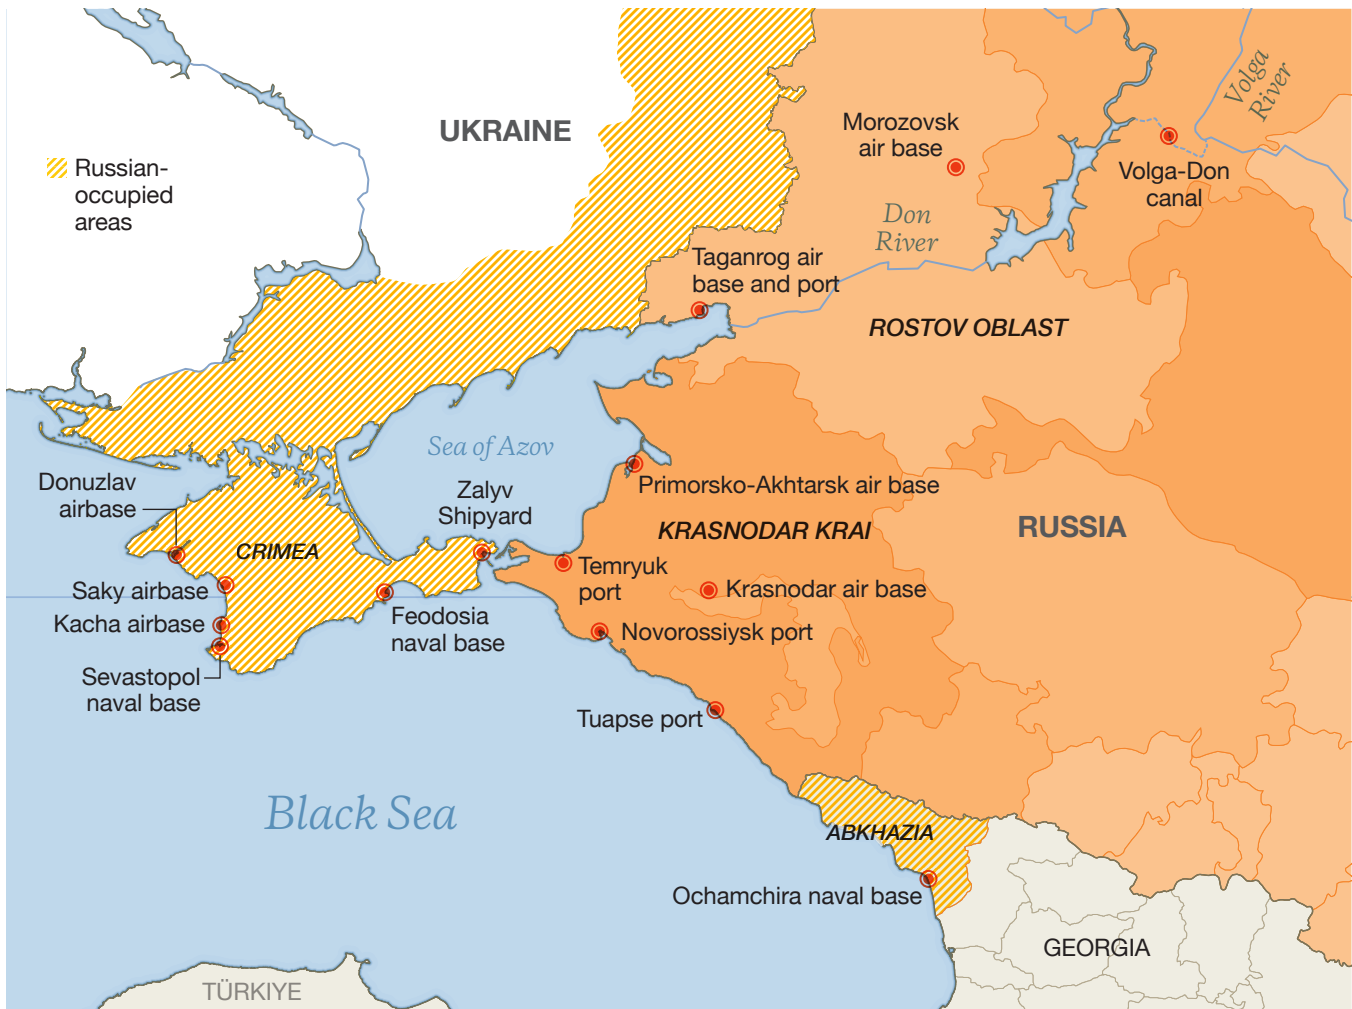 UKRAINE
Russian-
occupied
areas
Morozovsk
air base
Volga
River
Volga-Don
canal
Don
River
Taganrog air
base and port
ROSTOV OBLAST
Sea of Azov
Donuzlav
airbase
Zalyv
Shipyard
Primorsko-Akhtarsk air base
CRIMEA
KRASNODAR KRAI
RUSSIA
Temryuk
port
Saky airbase
Krasnodar air base
Kacha airbase
Feodosia
naval base
Novorossiysk port
Sevastopol
naval base
Tuapse port
Black Sea
ABKHAZIA
Ochamchira naval base
GEORGIA
TÜRKIYE